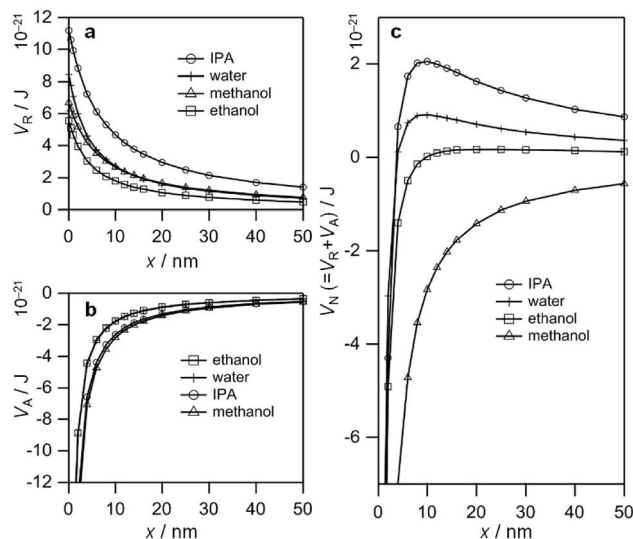 10⁻²¹
12
10
8
6
4
2
0
V_R / J
a
IPA
water
methanol
ethanol
0 10 20 30 40 50
x / nm
10⁻²¹
0
-2
-4
-6
-8
-10
-12
V_A / J
b
ethanol
water
IPA
methanol
0 10 20 30 40 50
x / nm
10⁻²¹
2
0
-2
-4
-6
V_N (=V_R+V_A) / J
c
IPA
water
ethanol
methanol
0 10 20 30 40 50
x / nm